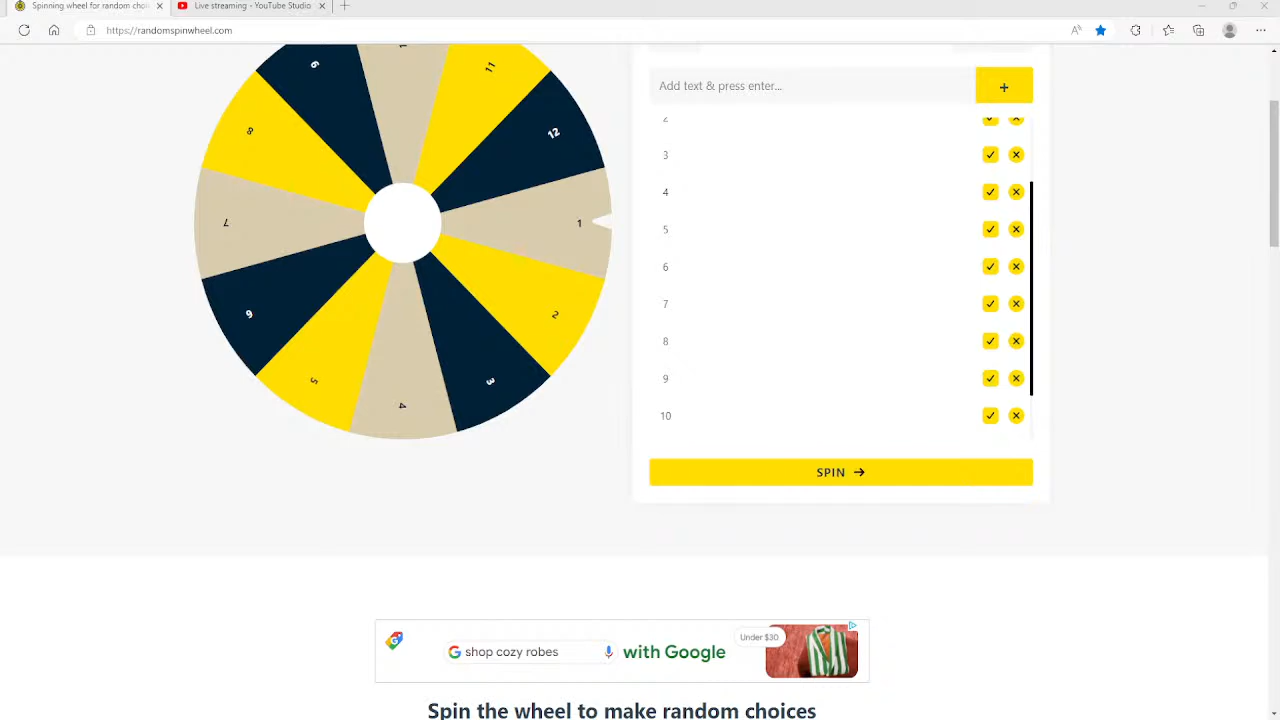 Spinning wheel for random choi
Live streaming - YouTube Studio
https://randomspinwheel.com
11
12
1
2
3
4
5
6
7
8
9
Add text & press enter...
2
3
4
5
6
7
8
9
10
SPIN →
shop cozy robes
with Google
Under $30
Spin the wheel to make random choices